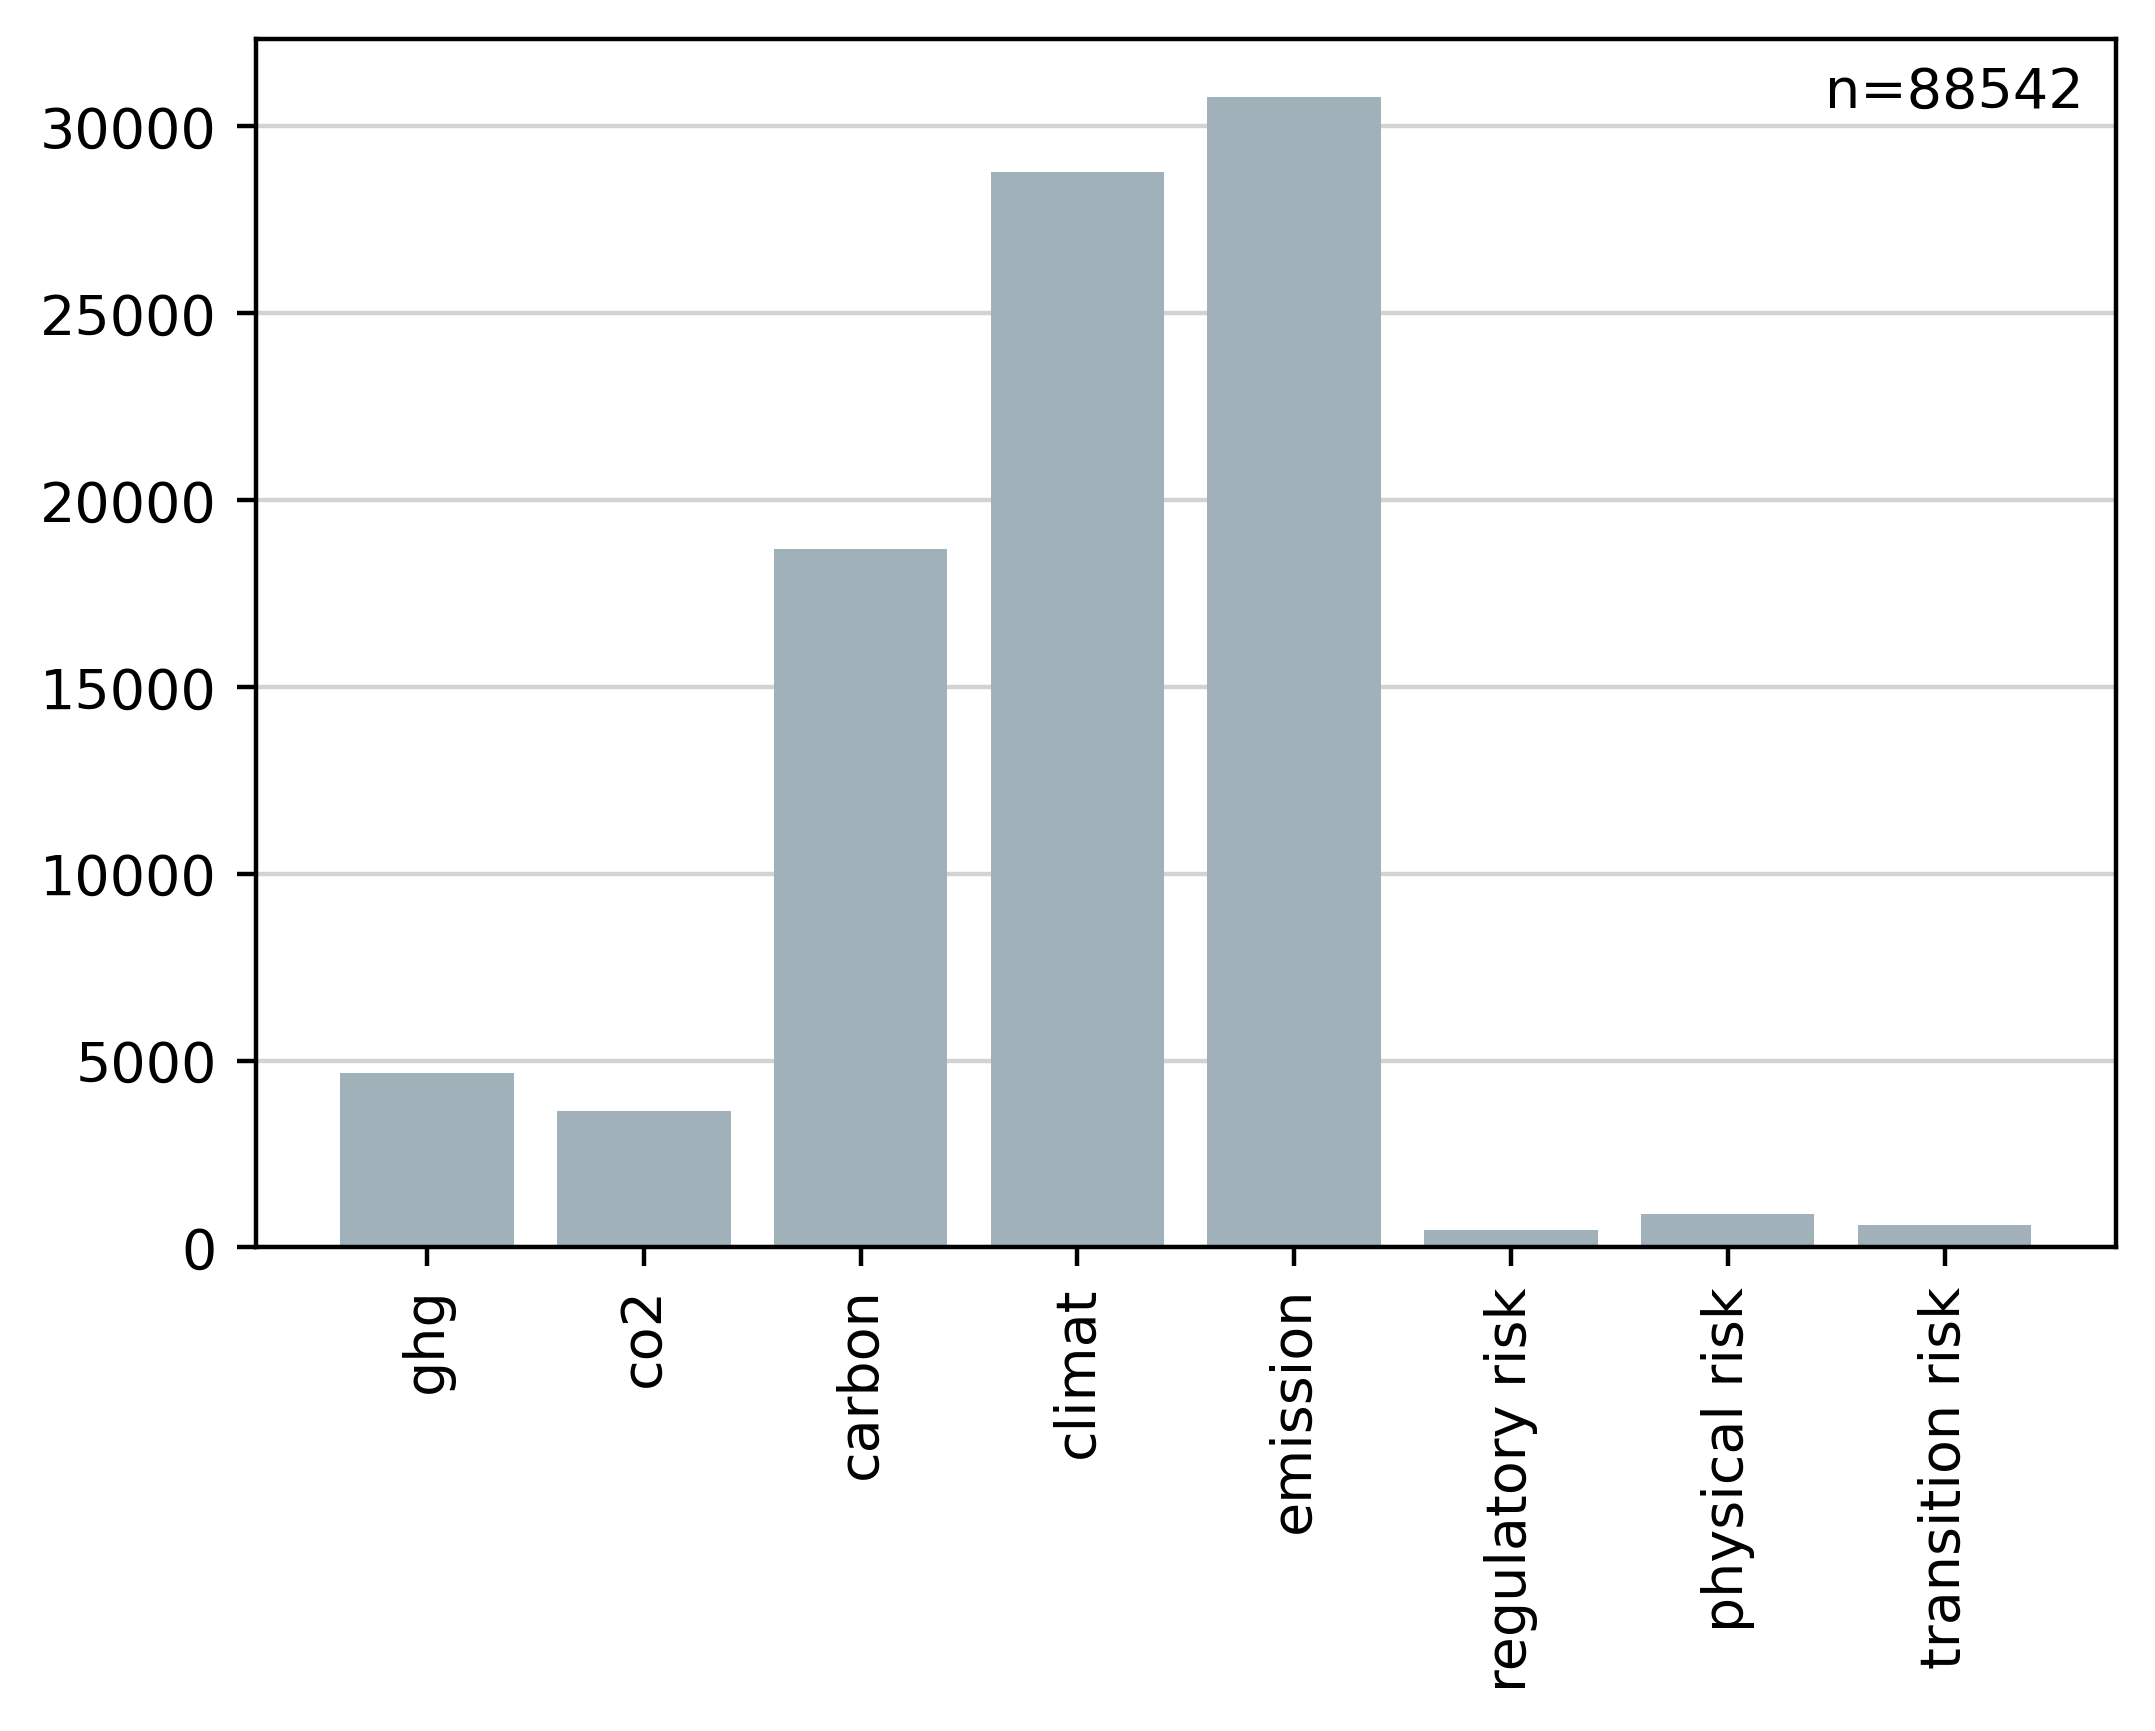 n=88542
30000
25000
20000
15000
10000
5000
0
ghg
co2
carbon
climat
emission
regulatory risk
physical risk
transition risk